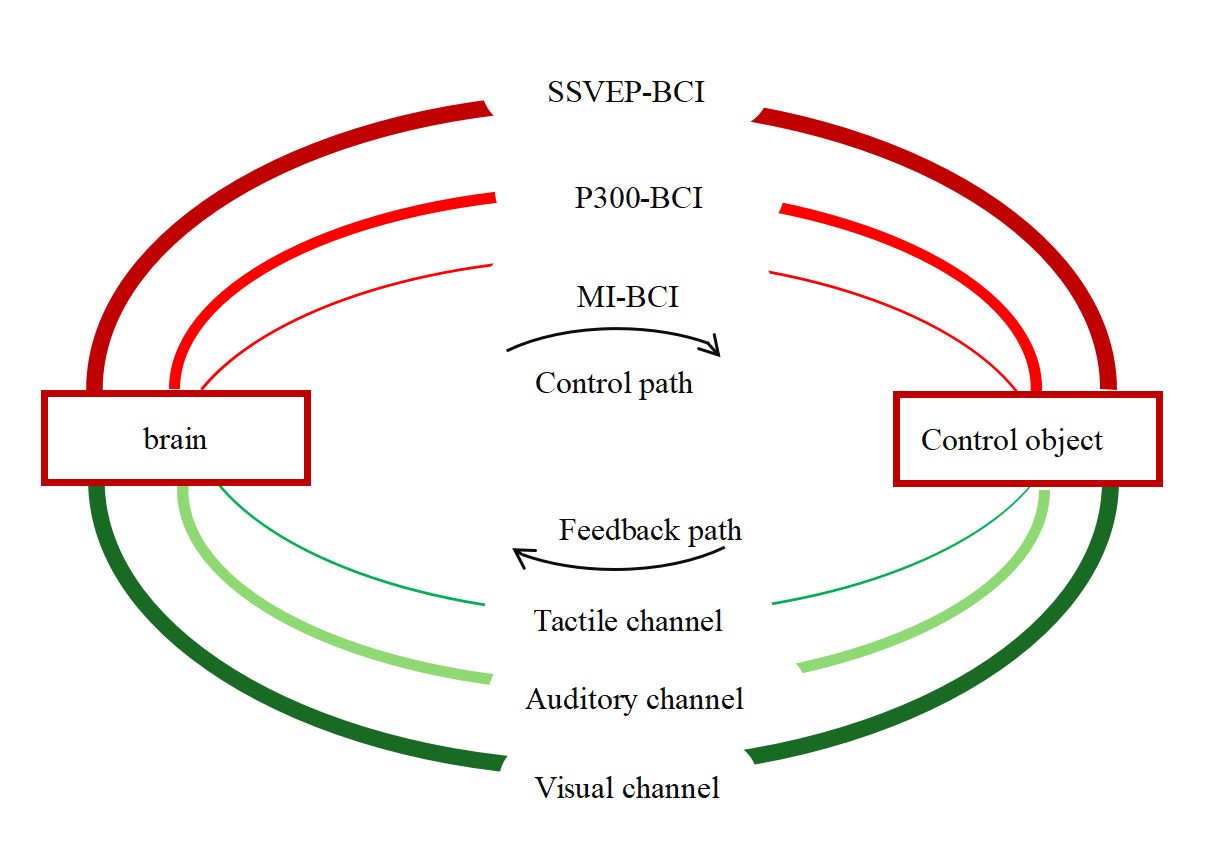 SSVEP-BCI
P300-BCI
MI-BCI
Control path
brain
Control object
Feedback path
Tactile channel
Auditory channel
Visual channel